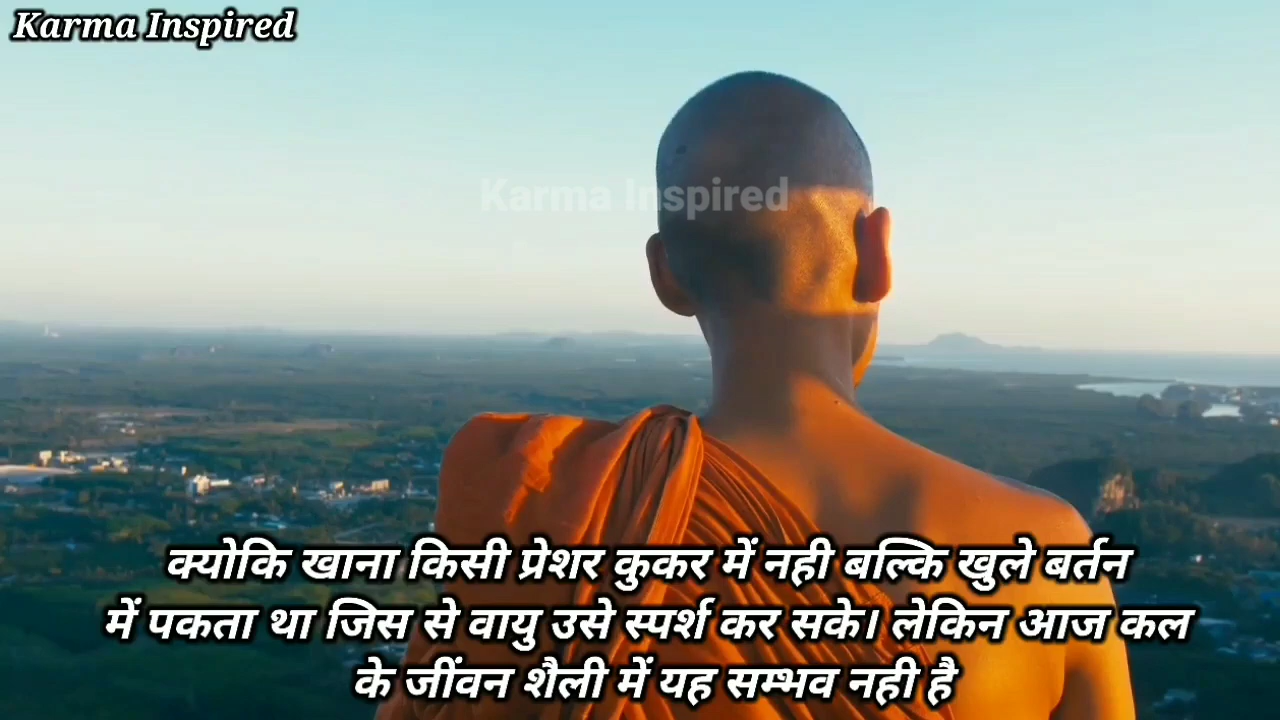 Karma Inspired
Karma Inspired
क्योकि खाना किसी प्रेशर कुकर में नही बल्कि खुले बर्तन
में पकता था जिस से वायु उसे स्पर्श कर सके। लेकिन आज कल
के जींवन शैली में यह सम्भव नही है